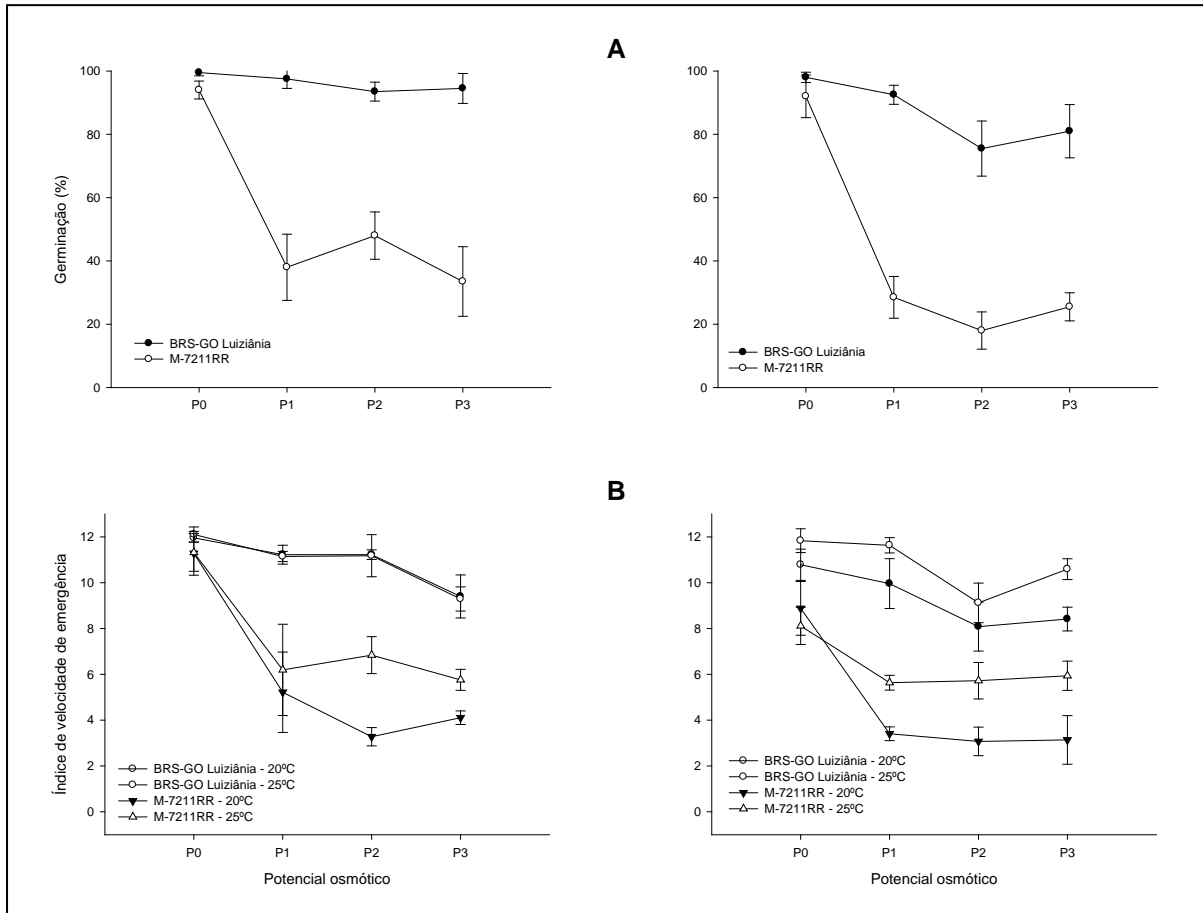 A
Germinação (%)
100
80
60
40
20
0
BRS-GO Luiziânia
M-7211RR
P0 P1 P2 P3
100
80
60
40
20
0
BRS-GO Luiziânia
M-7211RR
P0 P1 P2 P3
B
Índice de velocidade de emergência
12
10
8
6
4
2
0
BRS-GO Luiziânia - 20ºC
BRS-GO Luiziânia - 25ºC
M-7211RR - 20ºC
M-7211RR - 25ºC
P0 P1 P2 P3
Potencial osmótico
12
10
8
6
4
2
0
BRS-GO Luiziânia - 20ºC
BRS-GO Luiziânia - 25ºC
M-7211RR - 20ºC
M-7211RR - 25ºC
P0 P1 P2 P3
Potencial osmótico